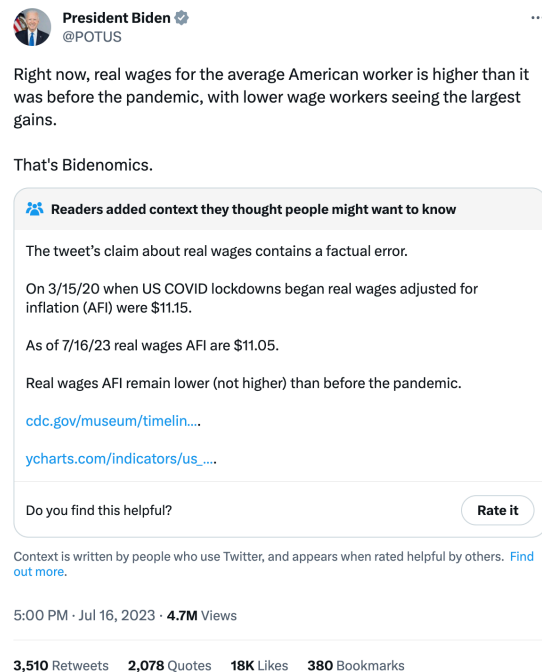 President Biden
@POTUS
Right now, real wages for the average American worker is higher than it
was before the pandemic, with lower wage workers seeing the largest
gains.
That's Bidenomics.
Readers added context they thought people might want to know
The tweet's claim about real wages contains a factual error.
On 3/15/20 when US COVID lockdowns began real wages adjusted for
inflation (AFI) were $11.15.
As of 7/16/23 real wages AFI are $11.05.
Real wages AFI remain lower (not higher) than before the pandemic.
cdc.gov/museum/timelin....
ycharts.com/indicators/us_....
Do you find this helpful?
Rate it
Context is written by people who use Twitter, and appears when rated helpful by others. Find
out more.
5:00 PM · Jul 16, 2023 · 4.7M Views
3,510 Retweets 2,078 Quotes 18K Likes 380 Bookmarks